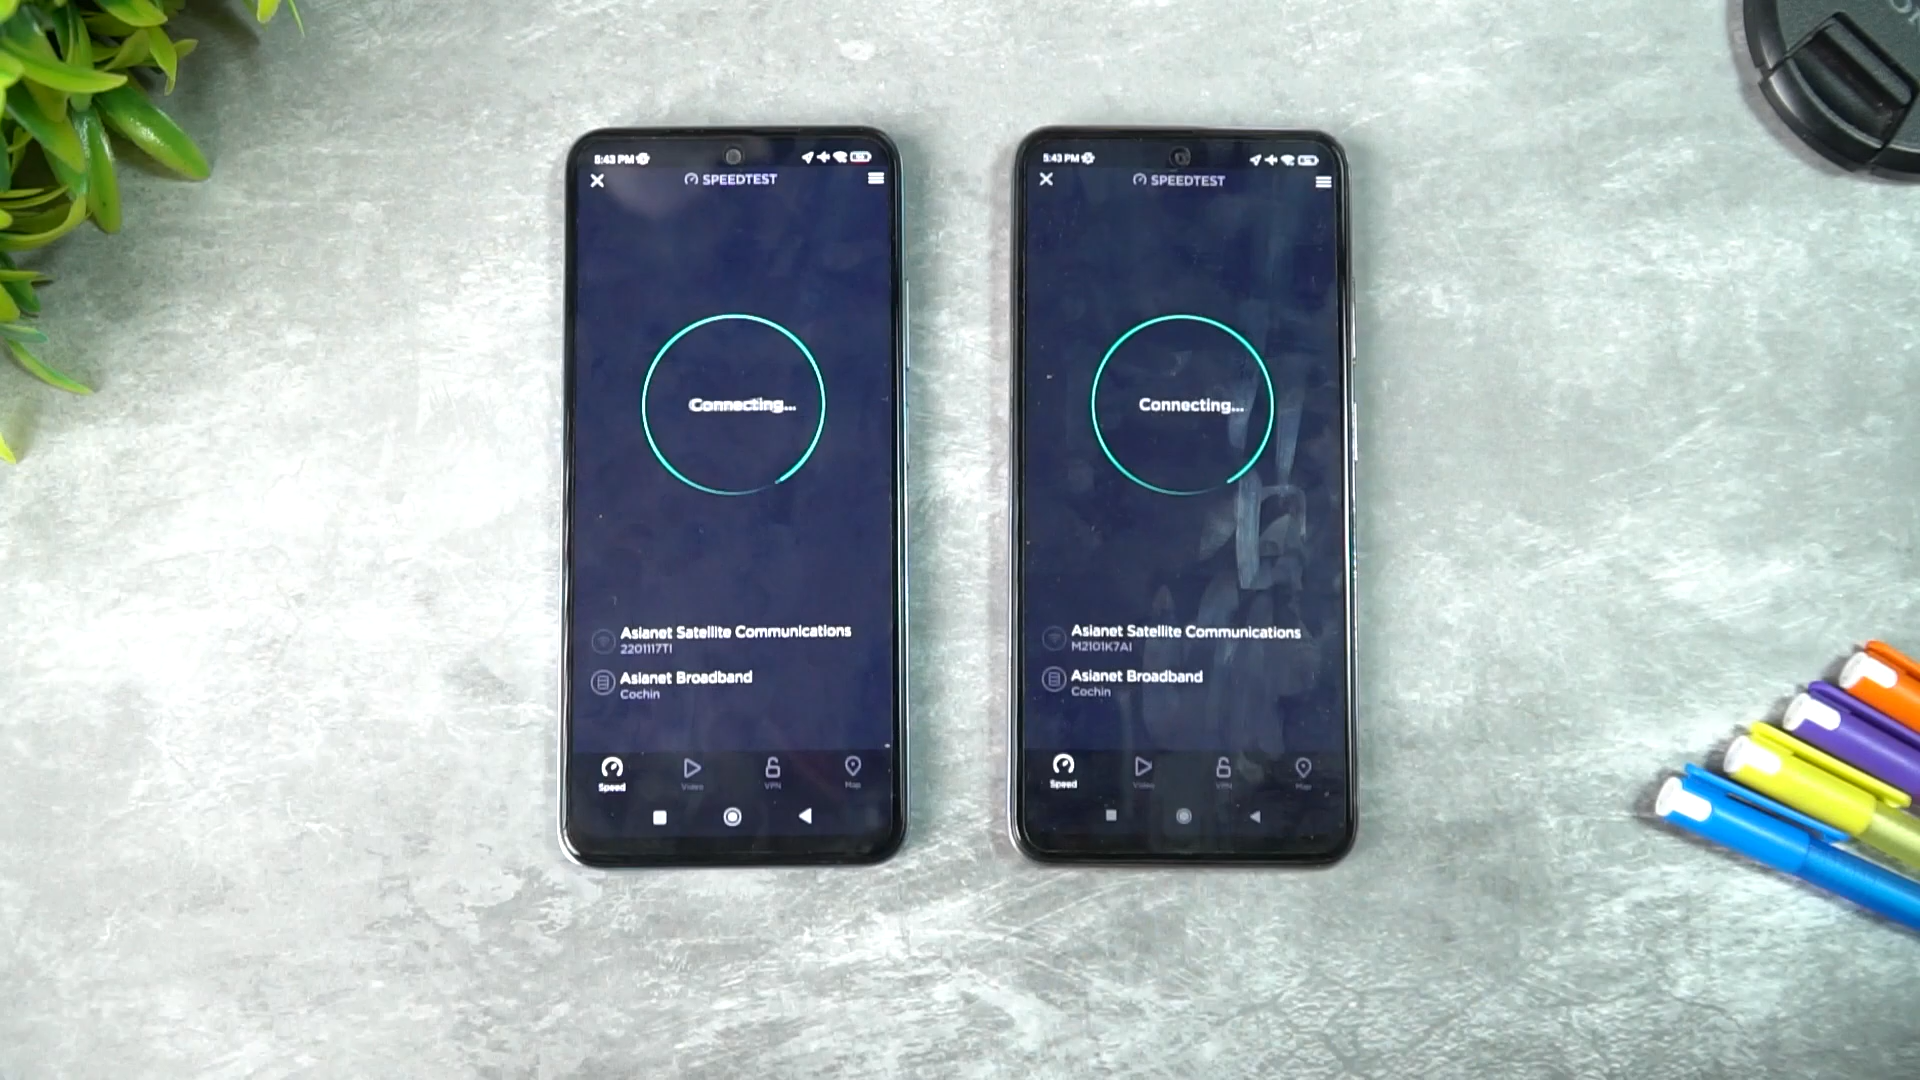 5:43 PM
SPEEDTEST
Connecting...
Asianet Satellite Communications
2201117TI
Asianet Broadband
Cochin
Speed
Video
VPN
Map
5:43 PM
SPEEDTEST
Connecting...
Asianet Satellite Communications
M2101K7AI
Asianet Broadband
Cochin
Speed
Video
VPN
Map